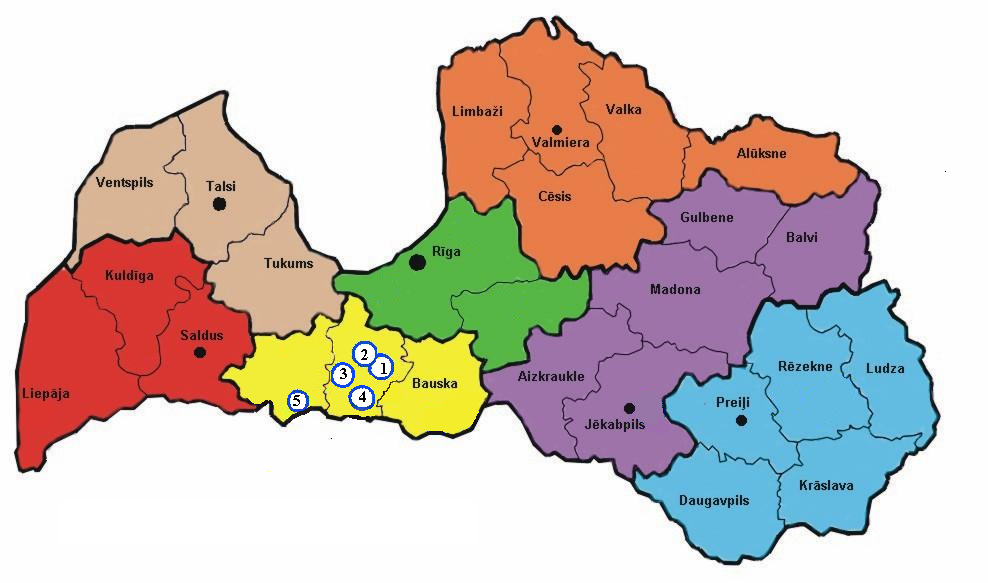 Limbaži
Valka
Valmiera
Alūksne
Ventspils
Talsi
Cēsis
Gulbene
Balvi
Rīga
Tukums
Kuldīga
Madona
Saldus
2
1
3
Rēzekne
Ludza
Aizkraukle
Bauska
Liepāja
5
4
Preiļi
Jēkabpils
Krāslava
Daugavpils